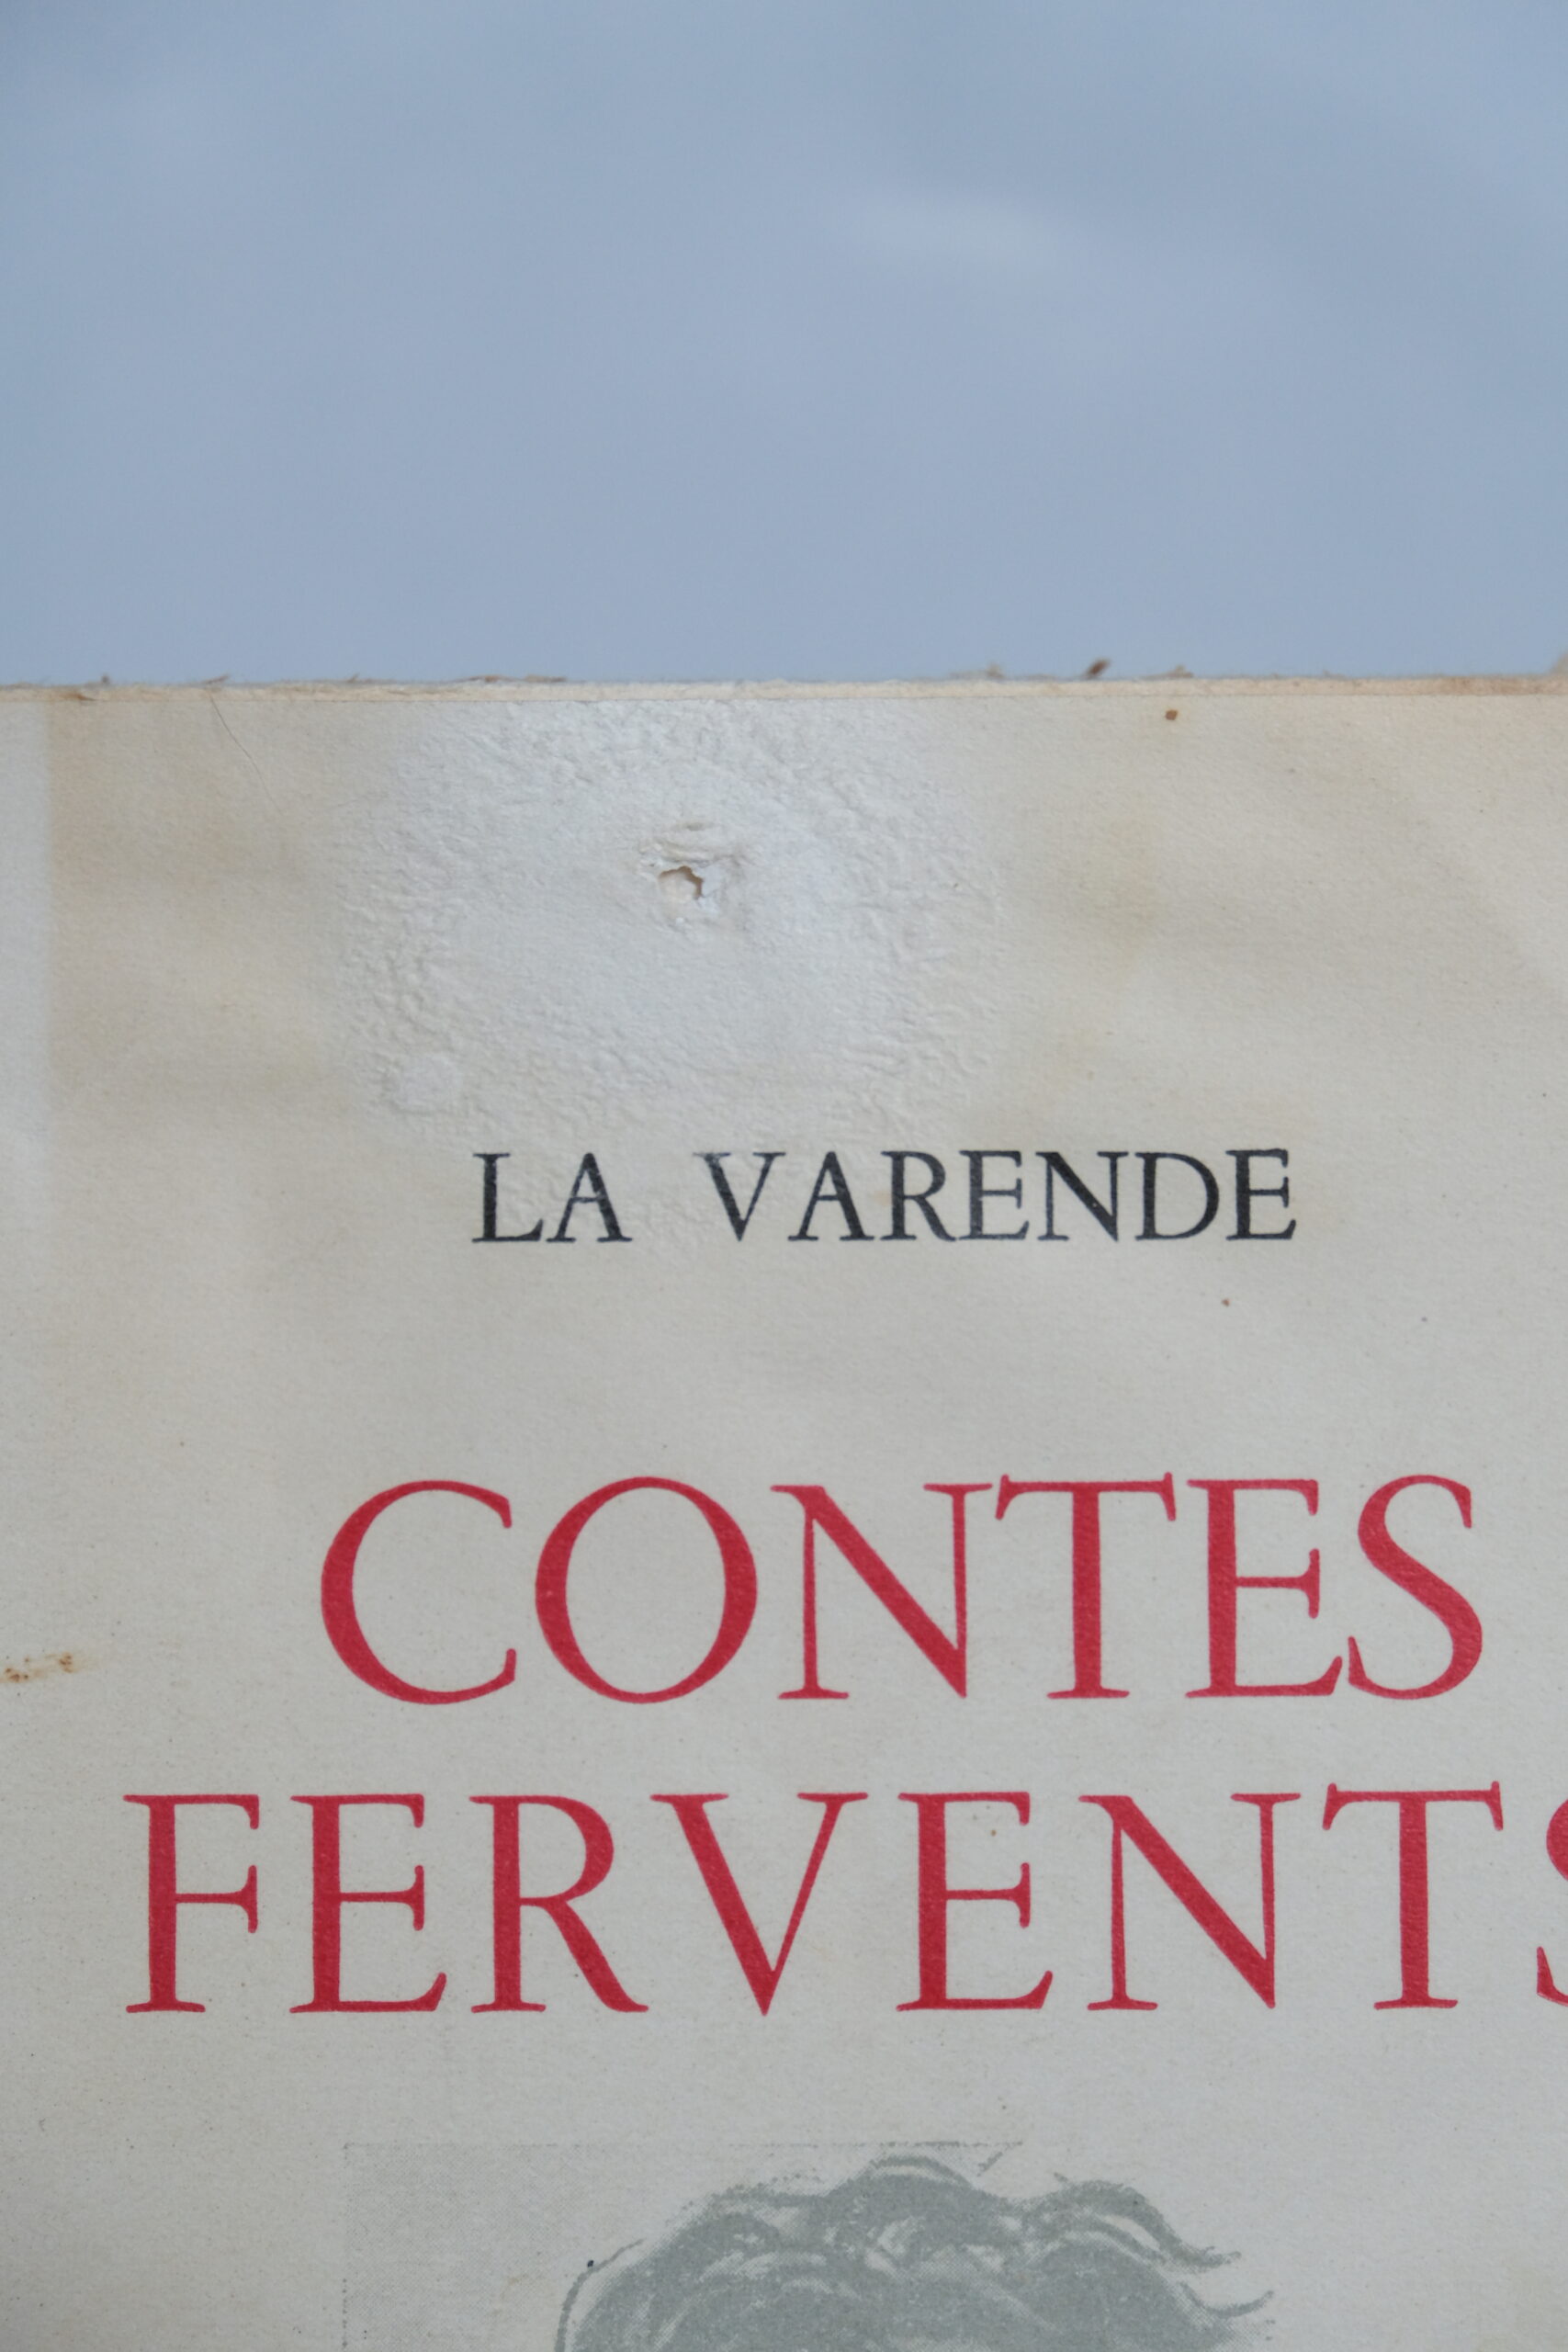 LA VARENDE
CONTES
FERVENTS